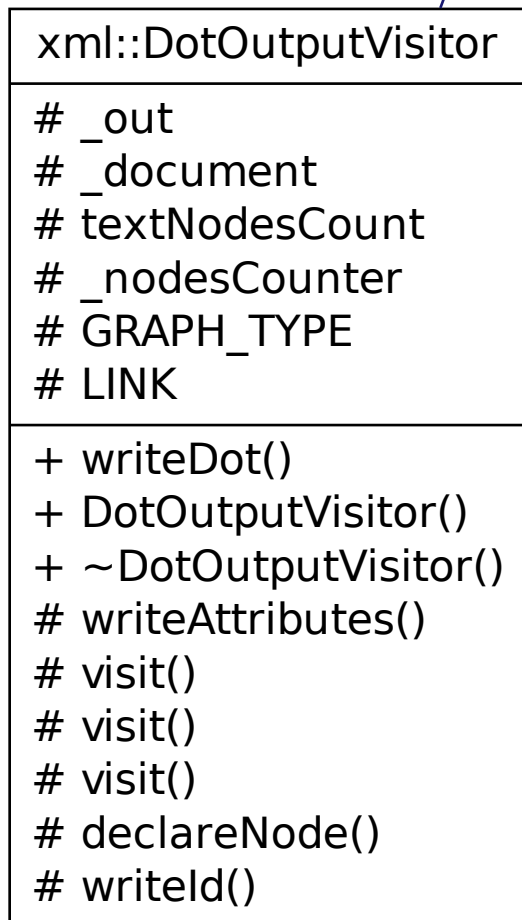 xml::DotOutputVisitor
# _out
# _document
# textNodesCount
# _nodesCounter
# GRAPH_TYPE
# LINK
+ writeDot()
+ DotOutputVisitor()
+ ~DotOutputVisitor()
# writeAttributes()
# visit()
# visit()
# visit()
# declareNode()
# writeId()